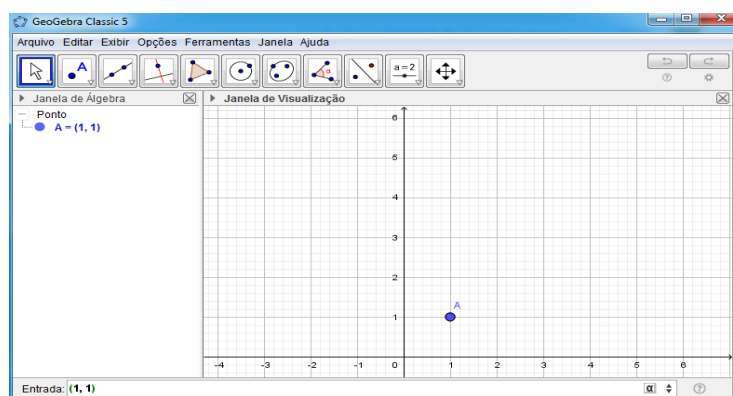 GeoGebra Classic 5
Arquivo Editar Exibir Opções Ferramentas Janela Ajuda
A α a=2
Janela de Álgebra Janela de Visualização
Ponto
A = (1, 1)
6
5
4
3
2
A
1
-4 -3 -2 -1 0 1 2 3 4 5 6
Entrada: (1, 1) α